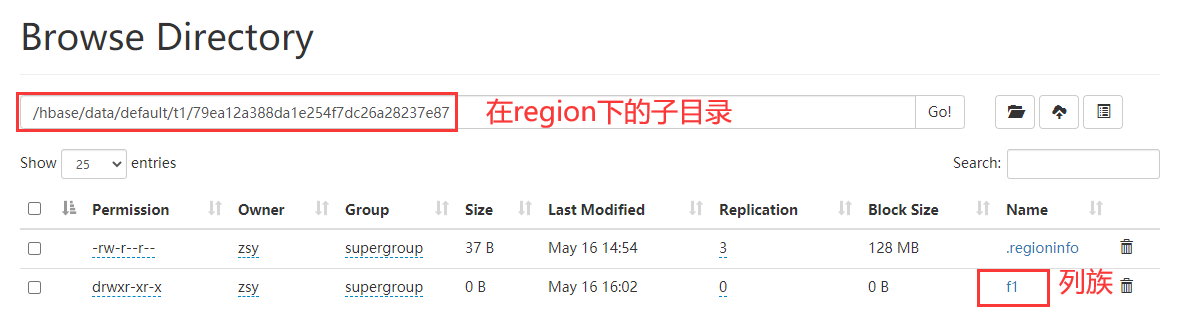 Browse Directory
/hbase/data/default/t1/79ea12a388da1e254f7dc26a28237e87 在region下的子目录 Go!
Show 25 entries Search:
Permission Owner Group Size Last Modified Replication Block Size Name
-rw-r--r-- zsy supergroup 37 B May 16 14:54 3 128 MB .regioninfo
drwxr-xr-x zsy supergroup 0 B May 16 16:02 0 0 B f1 列族